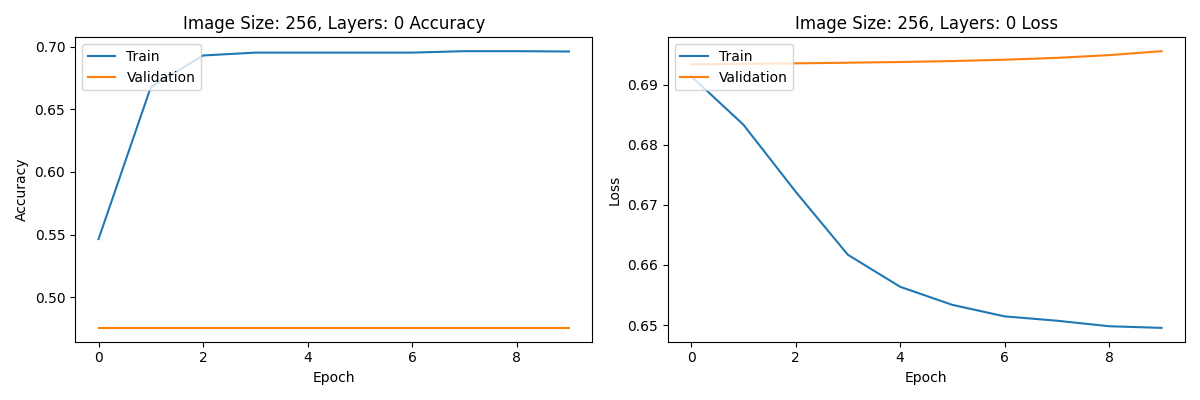 Image Size: 256, Layers: 0 Accuracy
Train
Validation
0.70
0.65
0.60
0.55
0.50
Accuracy
0 2 4 6 8
Epoch
Image Size: 256, Layers: 0 Loss
Train
Validation
0.69
0.68
0.67
0.66
0.65
Loss
0 2 4 6 8
Epoch